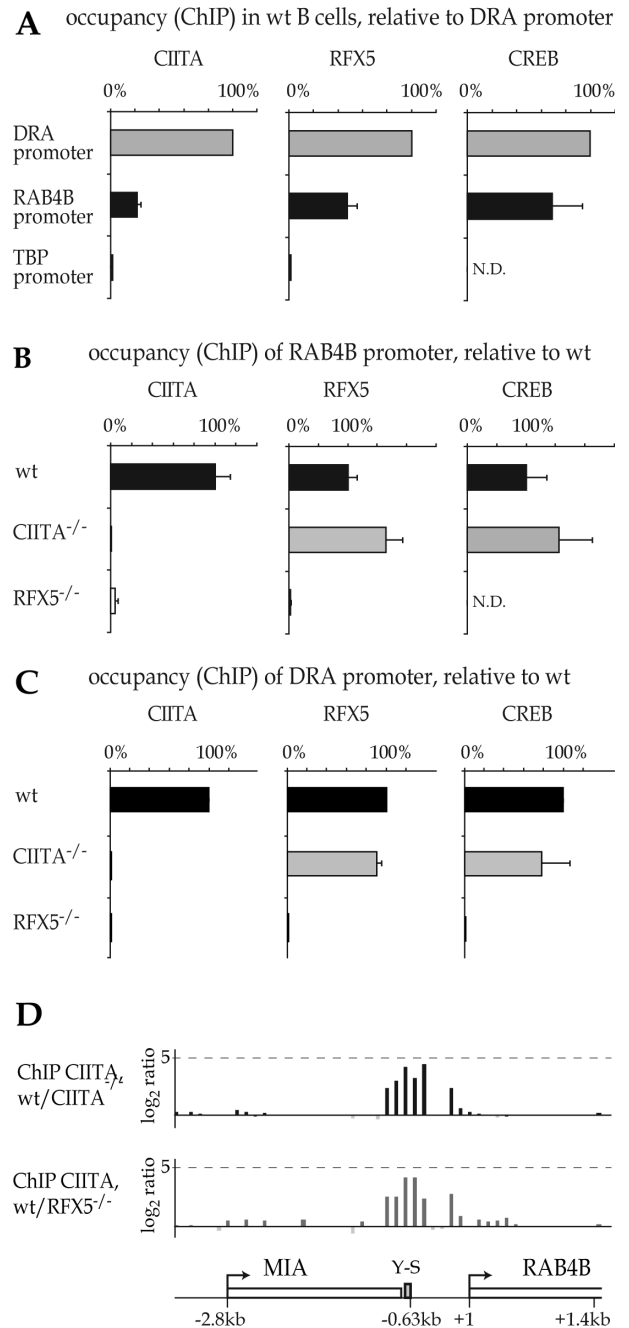 A occupancy (ChIP) in wt B cells, relative to DRA promoter
CIITA RFX5 CREB
0% 100% 0% 100% 0% 100%
DRA
promoter
RAB4B
promoter
TBP
promoter
N.D.
B occupancy (ChIP) of RAB4B promoter, relative to wt
CIITA RFX5 CREB
0% 100% 0% 100% 0% 100%
wt
CIITA-/-
RFX5-/-
N.D.
C occupancy (ChIP) of DRA promoter, relative to wt
CIITA RFX5 CREB
0% 100% 0% 100% 0% 100%
wt
CIITA-/-
RFX5-/-
D
ChIP CIITA,
wt/CIITA-/-
log2 ratio
5
ChIP CIITA,
wt/RFX5-/-
log2 ratio
5
MIA Y-S RAB4B
-2.8kb -0.63kb +1 +1.4kb